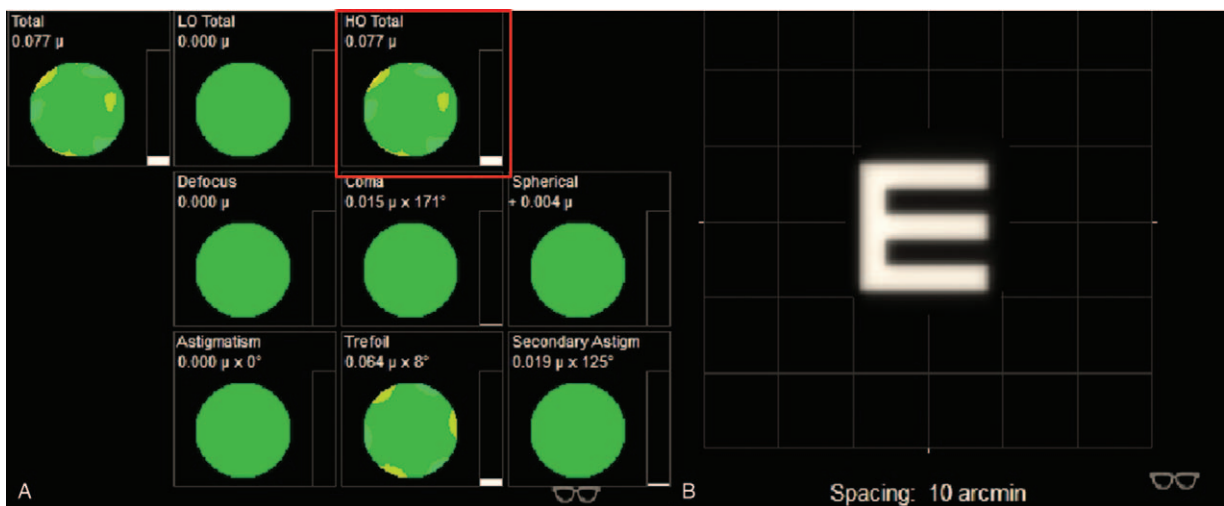 Total
0.077 µ
LO Total
0.000 µ
HO Total
0.077 µ
Defocus
0.000 µ
Coma
0.015 µ x 171°
Spherical
+ 0.004 µ
Astigmatism
0.000 µ x 0°
Trefoil
0.064 µ x 8°
Secondary Astigm
0.019 µ x 125°
A
E
B
Spacing: 10 arcmin